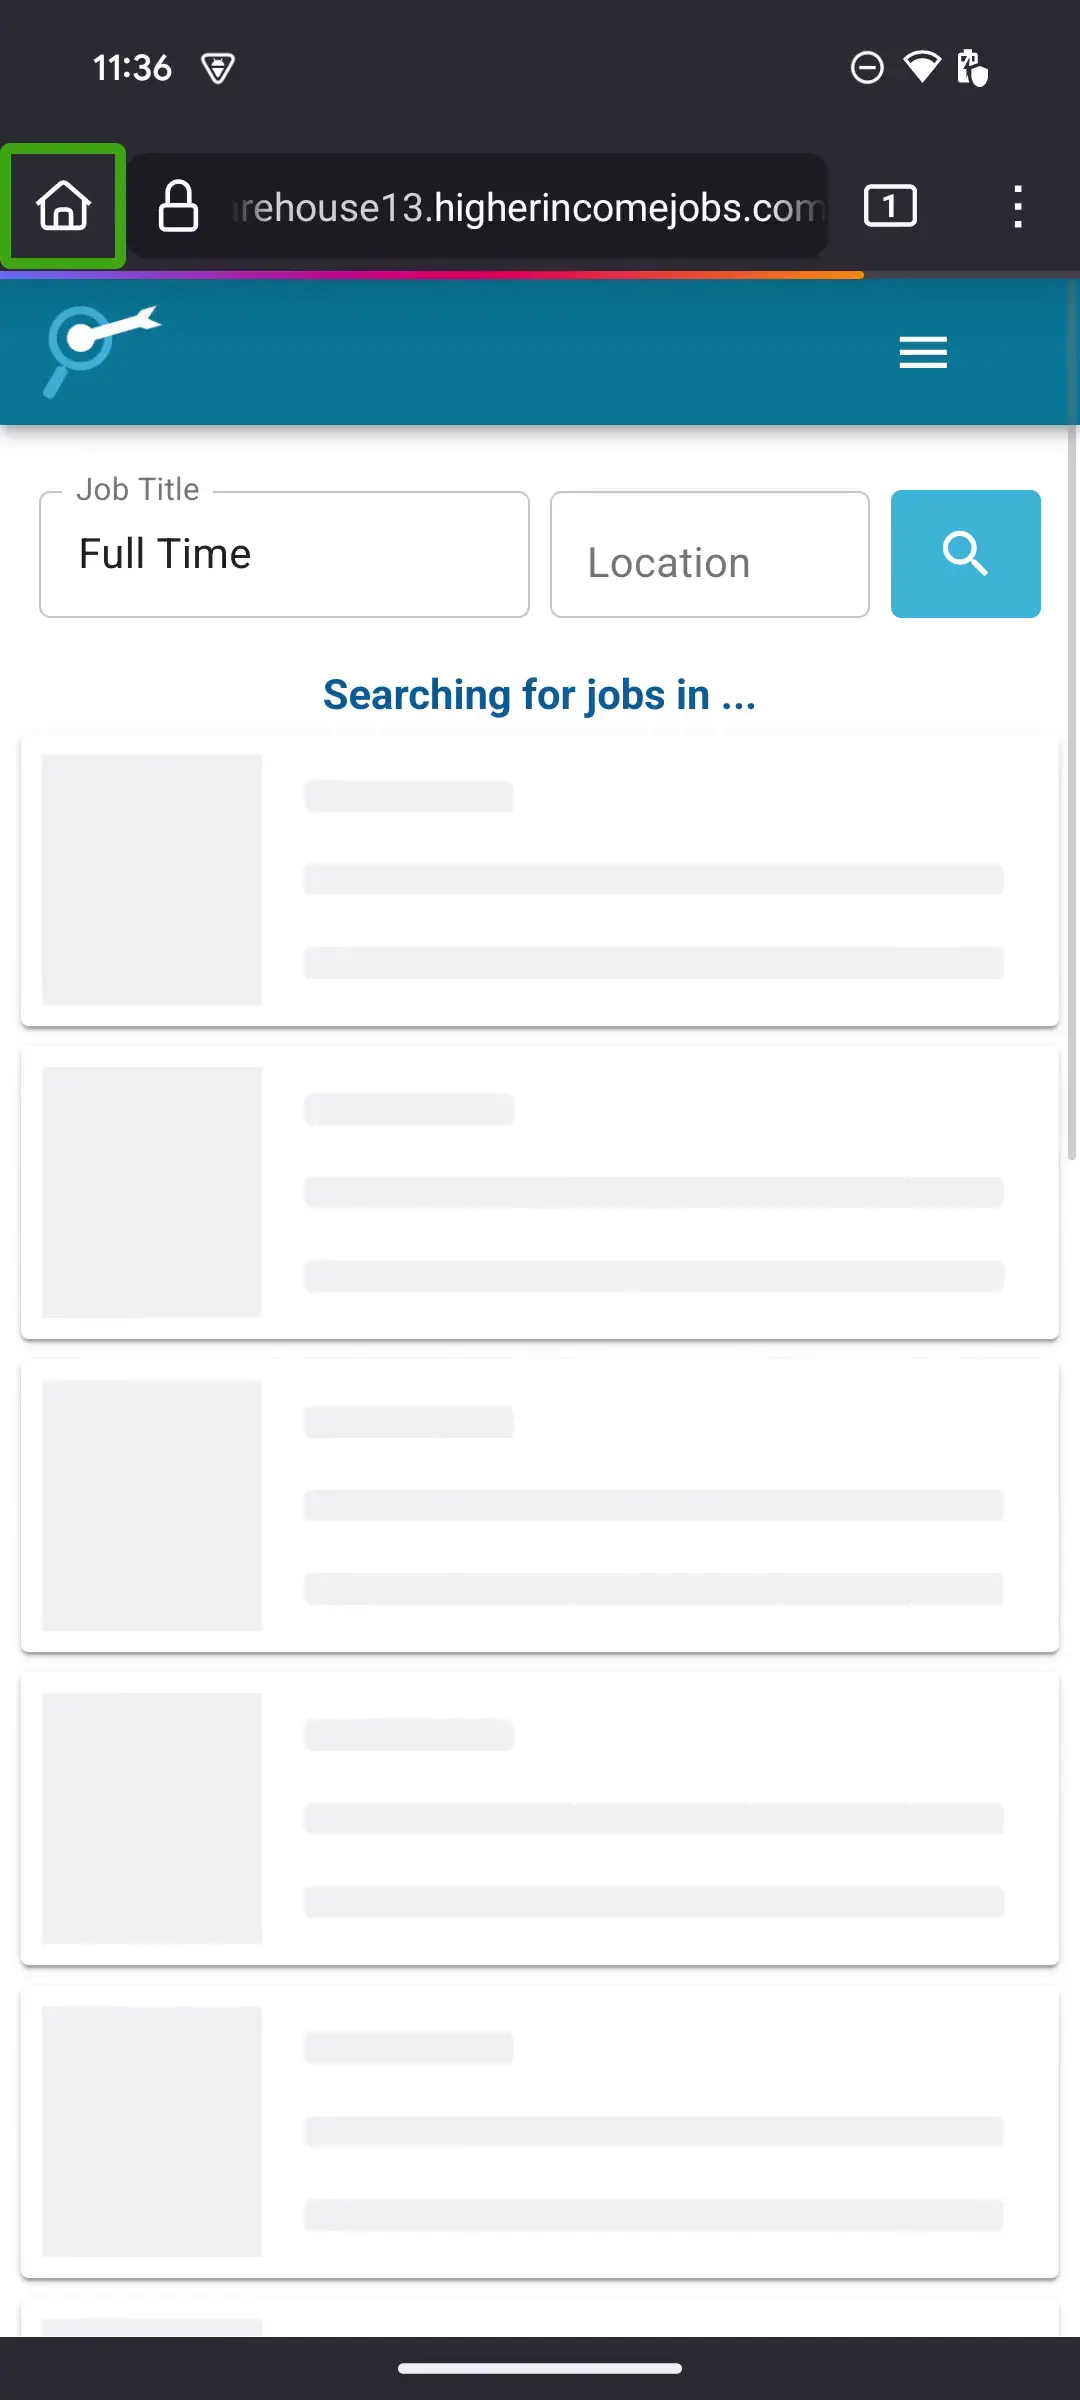 11:36
rehouse13.higherincomejobs.com
1
Job Title
Full Time
Location
Searching for jobs in ...